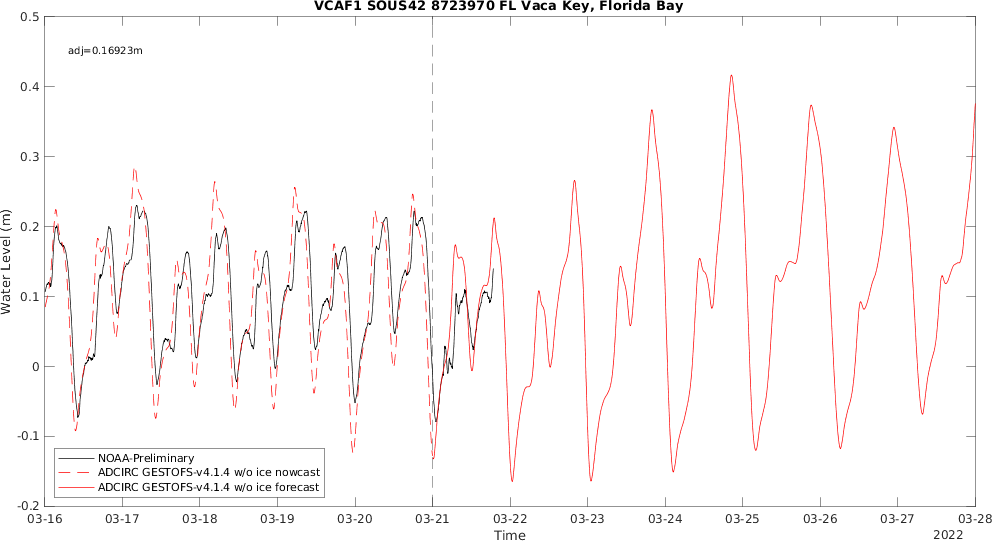 VCAF1 SOUS42 8723970 FL Vaca Key, Florida Bay
adj=0.16923m
Water Level (m)
0.5
0.4
0.3
0.2
0.1
0
-0.1
-0.2
NOAA-Preliminary
ADCIRC GESTOFS-v4.1.4 w/o ice nowcast
ADCIRC GESTOFS-v4.1.4 w/o ice forecast
03-16 03-17 03-18 03-19 03-20 03-21 03-22 03-23 03-24 03-25 03-26 03-27 03-28
Time
2022